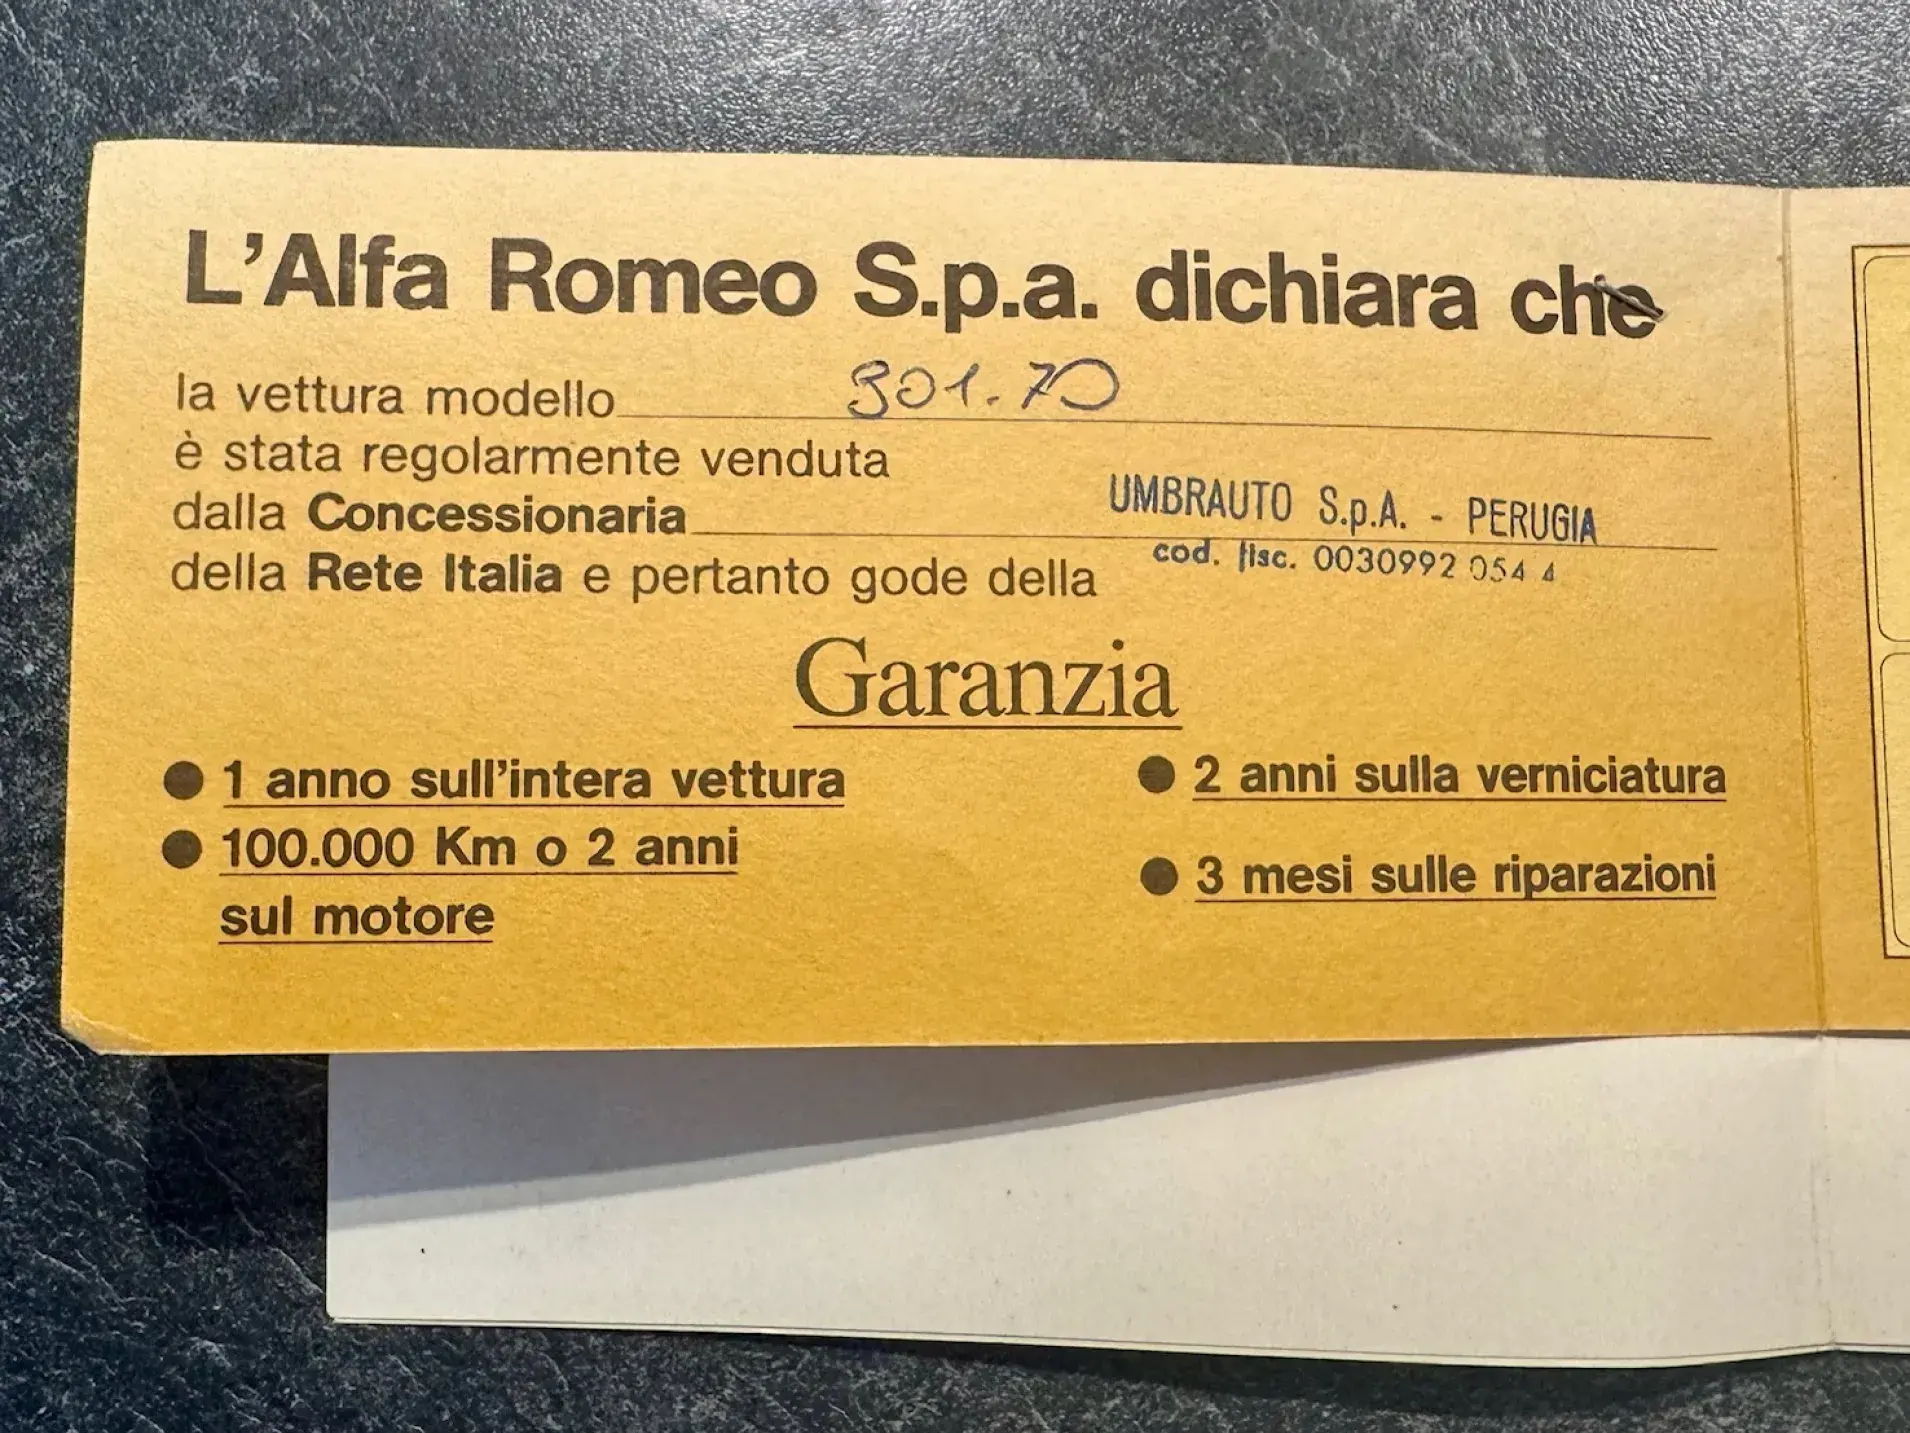 L'Alfa Romeo S.p.a. dichiara che
la vettura modello 901.70
è stata regolarmente venduta
dalla Concessionaria UMBRAUTO S.p.A. - PERUGIA
cod. fisc. 0030992 054 4
della Rete Italia e pertanto gode della
Garanzia
● 1 anno sull'intera vettura
● 100.000 Km o 2 anni
sul motore
● 2 anni sulla verniciatura
● 3 mesi sulle riparazioni